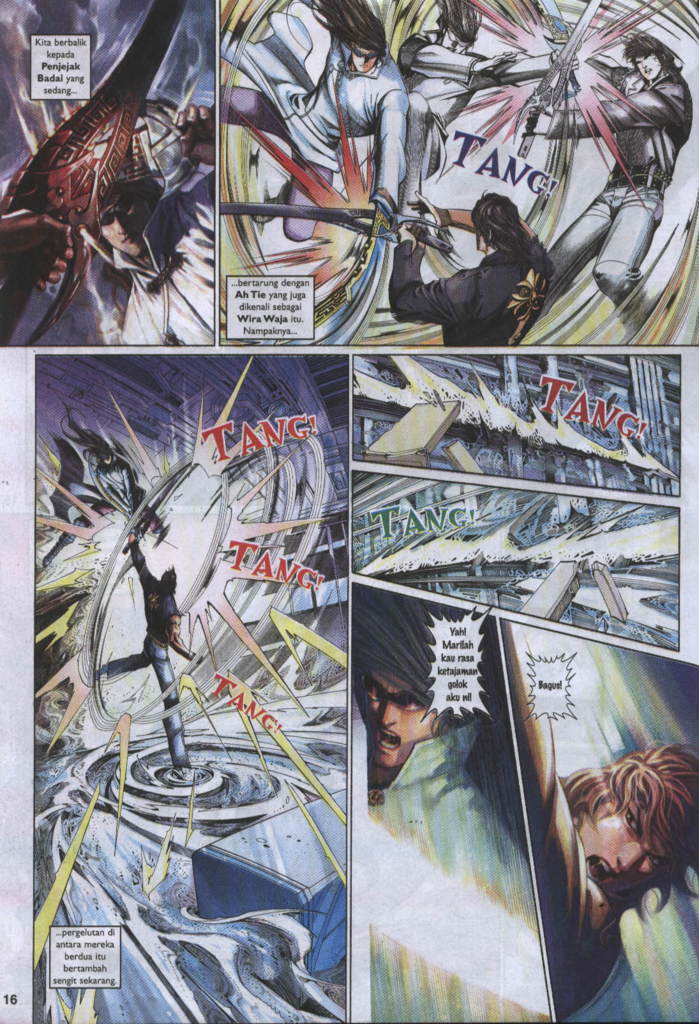 Kita berbalik
kepada
Penjejak
Badai yang
sedang...
TANG!
...bertarung dengan
Ah Tie yang juga
dikenali sebagai
Wira Waja itu.
Nampaknya...
TANG!
TANG!
TANG!
...pergelutan di
antara mereka
berdua itu
bertambah
sengit sekarang.
TANG!
TANG!
Yah!
Marilah
kau rasa
ketajaman
golok
aku ni!
Bagus!
16